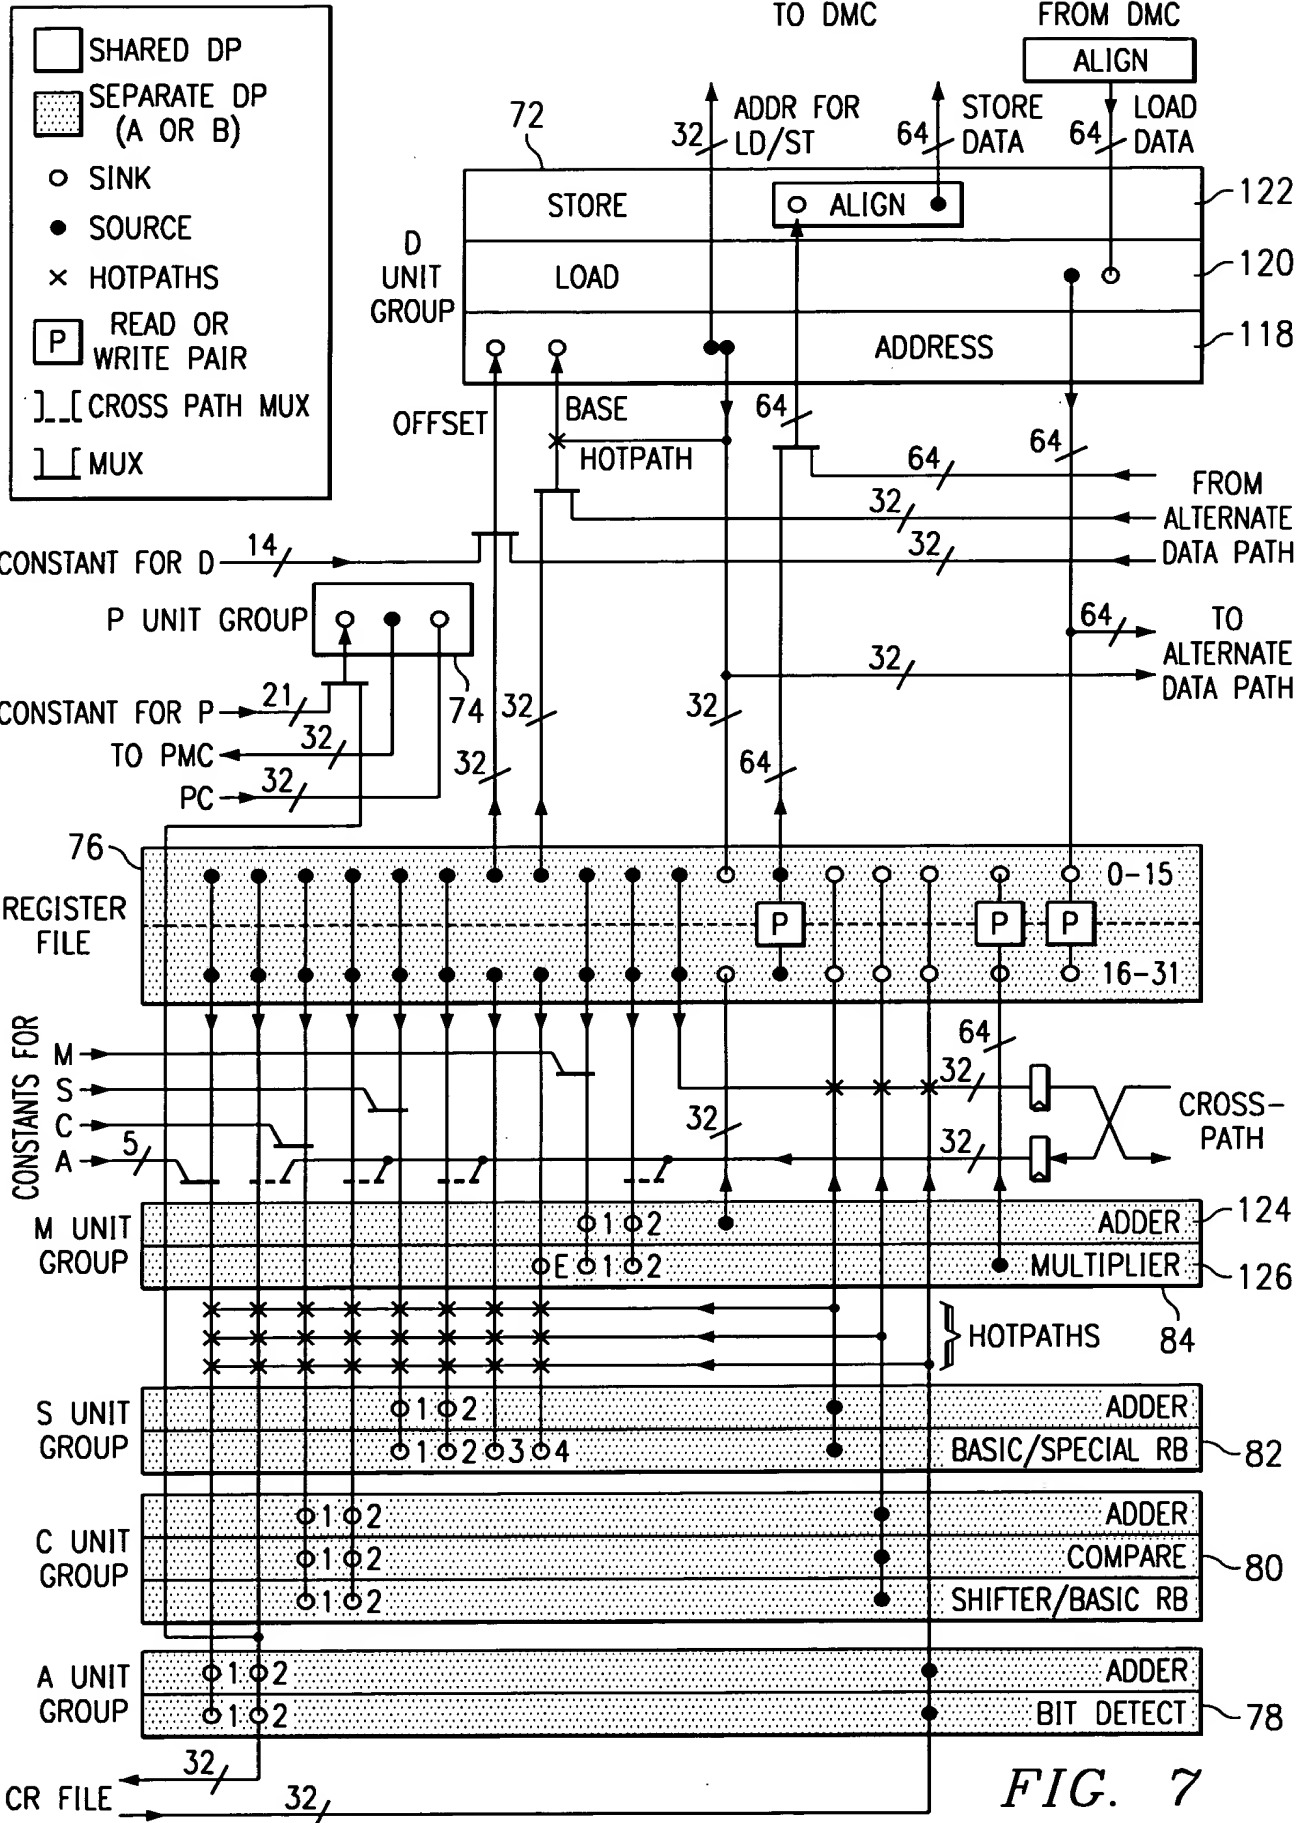 SHARED DP
SEPARATE DP
(A OR B)
SINK
SOURCE
HOTPATHS
P
READ OR
WRITE PAIR
CROSS PATH MUX
MUX
TO DMC
FROM DMC
ALIGN
72
32
ADDR FOR
LD/ST
64
STORE
DATA
64
LOAD
DATA
D
UNIT
GROUP
STORE
ALIGN
122
LOAD
120
ADDRESS
118
OFFSET
BASE
HOTPATH
64
64
64
32
32
FROM
ALTERNATE
DATA PATH
CONSTANT FOR D
14
P UNIT GROUP
74
64
TO
ALTERNATE
DATA PATH
32
CONSTANT FOR P
21
TO PMC
32
PC
32
32
32
32
64
76
REGISTER
FILE
0-15
P
P
P
16-31
CONSTANTS FOR
M
S
C
A
5
64
32
32
32
CROSS-
PATH
M UNIT
GROUP
1
2
ADDER
124
E
1
2
MULTIPLIER
126
84
HOTPATHS
S UNIT
GROUP
1
2
ADDER
1
2
3
4
BASIC/SPECIAL RB
82
C UNIT
GROUP
1
2
ADDER
1
2
COMPARE
80
1
2
SHIFTER/BASIC RB
A UNIT
GROUP
1
2
ADDER
1
2
BIT DETECT
78
CR FILE
32
32
FIG. 7